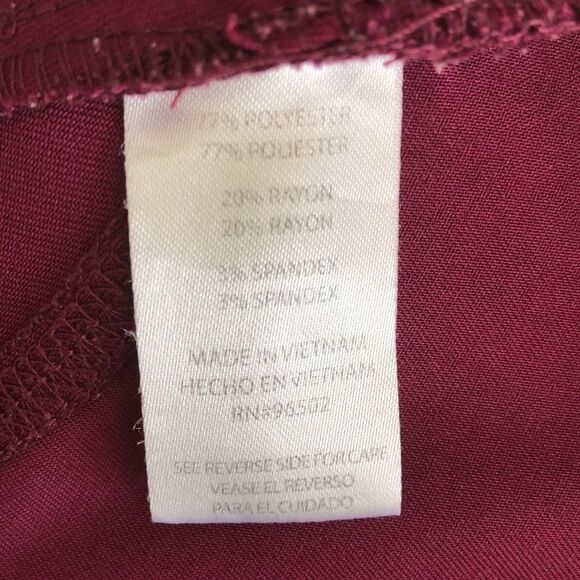 77% POLYESTER
77% POLIESTER
20% RAYON
20% RAYON
3% SPANDEX
3% SPANDEX
MADE IN VIETNAM
HECHO EN VIETNAM
RN#96502
SEE REVERSE SIDE FOR CARE
VEASE EL REVERSO
PARA EL CUIDADO